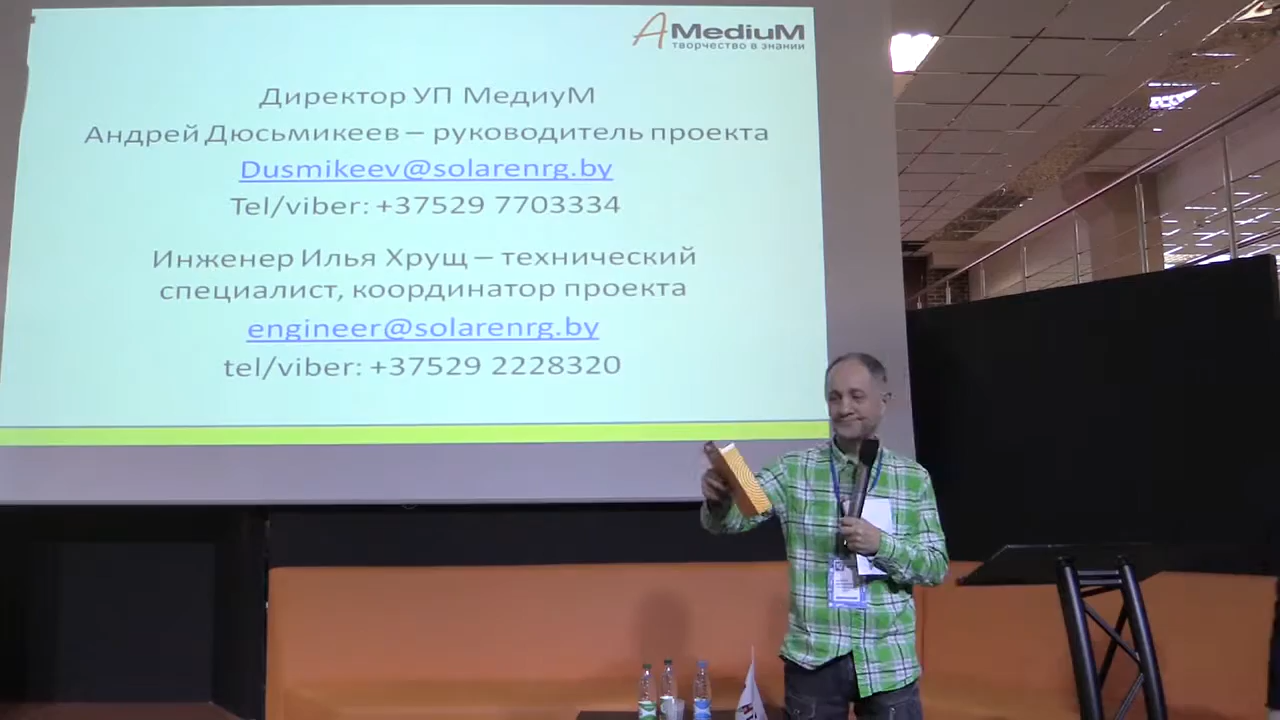 AMediuM
творчество в знании
Директор УП МедиуМ
Андрей Дюсьмикеев – руководитель проекта
Dusmikeev@solarenrg.by
Tel/viber: +37529 7703334
Инженер Илья Хрущ – технический
специалист, координатор проекта
engineer@solarenrg.by
tel/viber: +37529 2228320